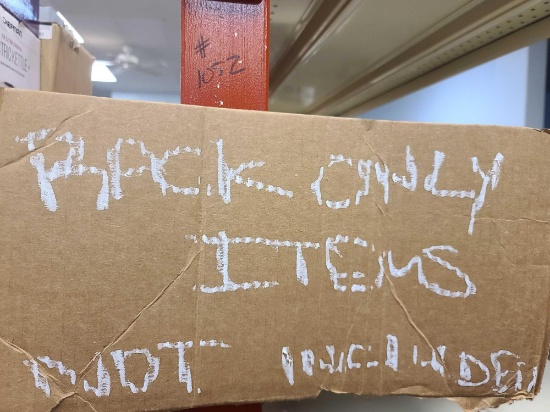 # 1052
RACK ONLY
ITEMS
NOT INCLUDED